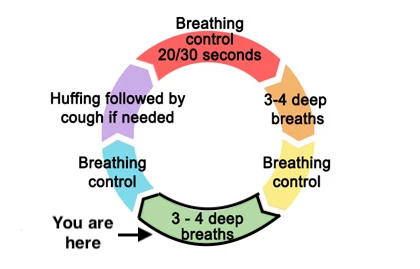 Breathing
control
20/30 seconds
3-4 deep
breaths
Breathing
control
3 - 4 deep
breaths
You are
here
Breathing
control
Huffing followed by
cough if needed